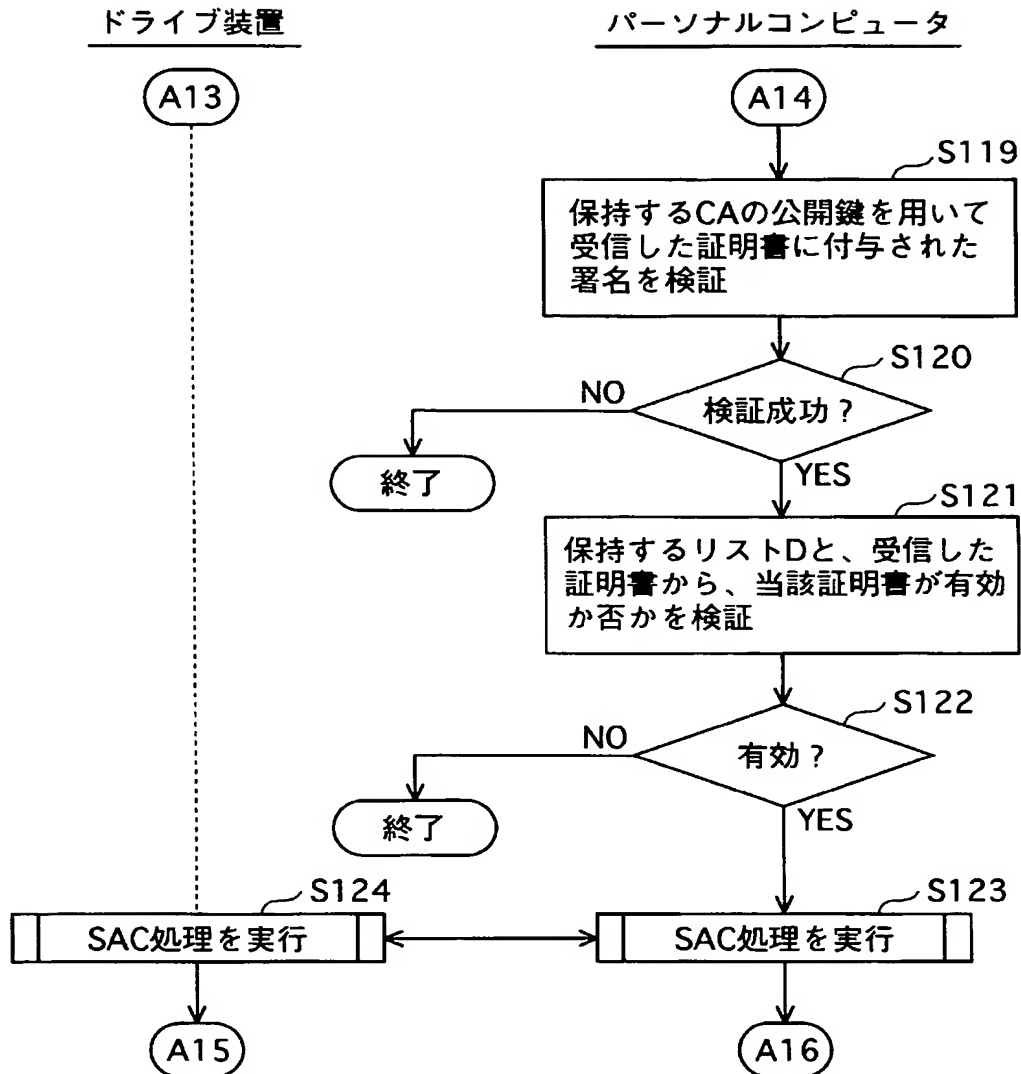 ドライブ装置
パーソナルコンピュータ
A13
A14
S119
保持するCAの公開鍵を用いて
受信した証明書に付与された
署名を検証
S120
検証成功？
NO
YES
終了
S121
保持するリストDと、受信した
証明書から、当該証明書が有効
か否かを検証
S122
有効？
NO
YES
終了
S124
SAC処理を実行
S123
SAC処理を実行
A15
A16